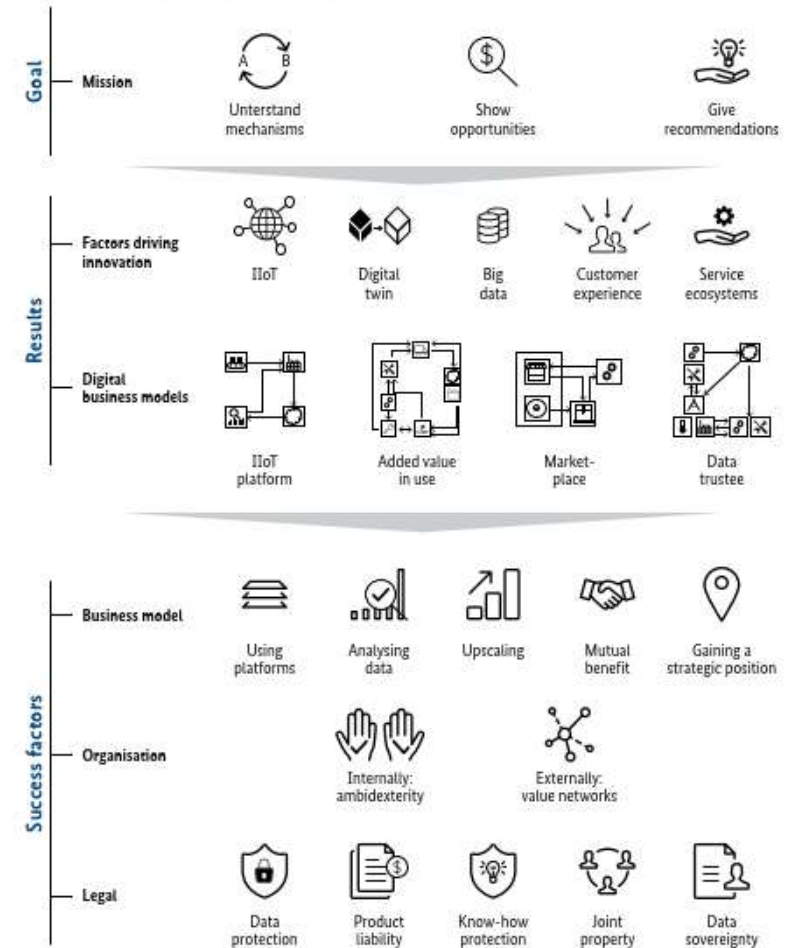 Goal
Mission
A B
$
Unterstand
mechanisms
Show
opportunities
Give
recommendations
Results
Factors driving
innovation
IIoT
Digital
twin
Big
data
Customer
experience
Service
ecosystems
Digital
business models
IIoT
platform
Added value
in use
Market-
place
Data
trustee
Success factors
Business model
Using
platforms
Analysing
data
Upscaling
Mutual
benefit
Gaining a
strategic position
Organisation
Internally:
ambidexterity
Externally:
value networks
Legal
$
Data
protection
Product
liability
Know-how
protection
Joint
property
Data
sovereignty